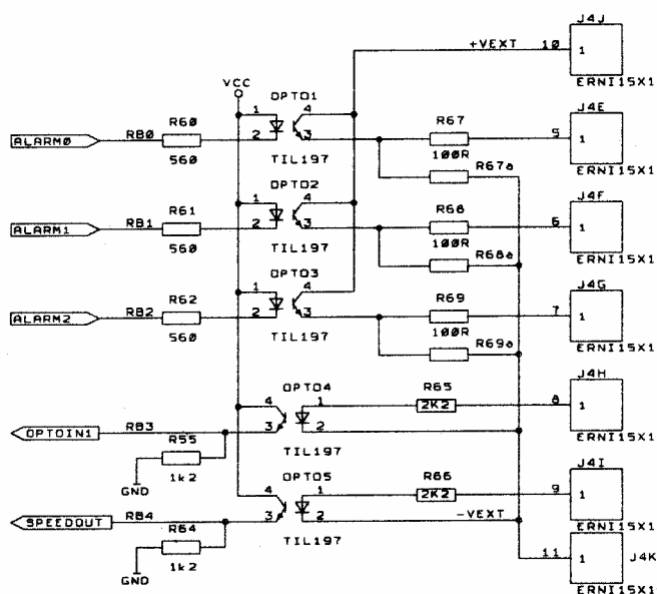 J4J
+VEXT 10 1
VCC
ERNI15X1
OPTO1
J4E
R60 1 4 R67
ALARM0 RB0 2 3 5 1
560 TIL197 100R
R67a ERNI15X1
OPTO2
J4F
R61 1 4 R68
ALARM1 RB1 2 3 6 1
560 TIL197 100R
R68a ERNI15X1
OPTO3
J4G
R62 1 4 R69
ALARM2 RB2 2 3 7 1
560 TIL197 100R
R69a ERNI15X1
J4H
OPTO4
4 1 R65 8 1
OPTOIN1 RB3 3 2 2K2
R55 TIL197 ERNI15X1
1k2
GND
J4I
OPTO5
4 1 R66 9 1
SPEEDOUT RB4 3 2 2K2
-VEXT
R64 TIL197 ERNI15X1
1k2
GND
11 1 J4K
ERNI15X1